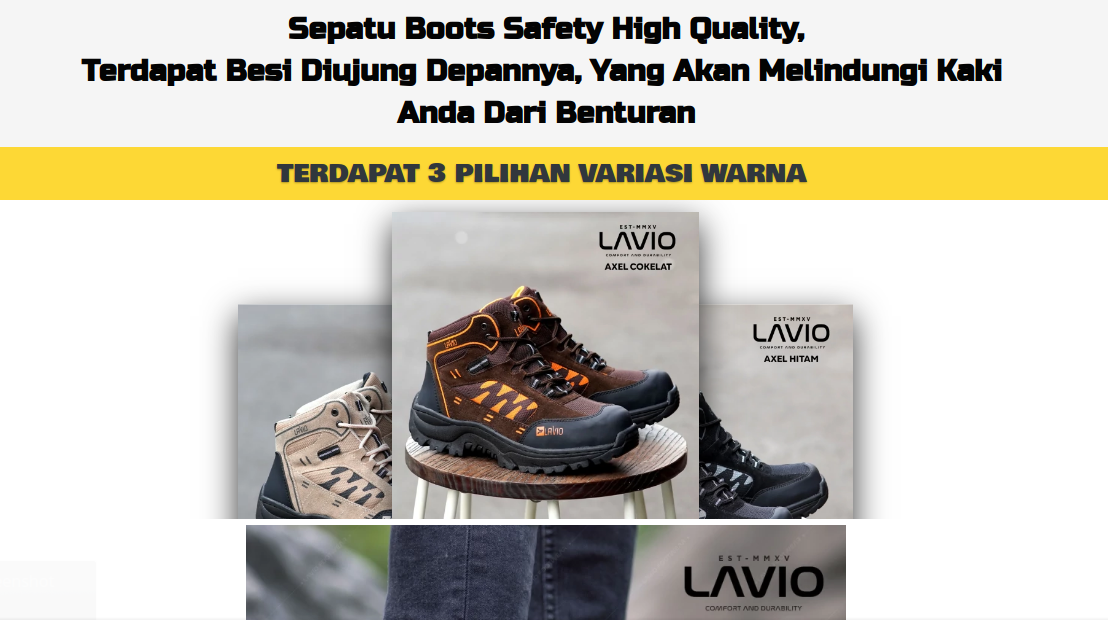 Sepatu Boots Safety High Quality,
Terdapat Besi Diujung Depannya, Yang Akan Melindungi Kaki
Anda Dari Benturan
TERDAPAT 3 PILIHAN VARIASI WARNA
EST-MMXV
LAVIO
COMFORT AND DURABILITY
AXEL COKELAT
EST-MMXV
LAVIO
COMFORT AND DURABILITY
AXEL HITAM
LAVIO
LAVIO
EST-MMXV
LAVIO
COMFORT AND DURABILITY